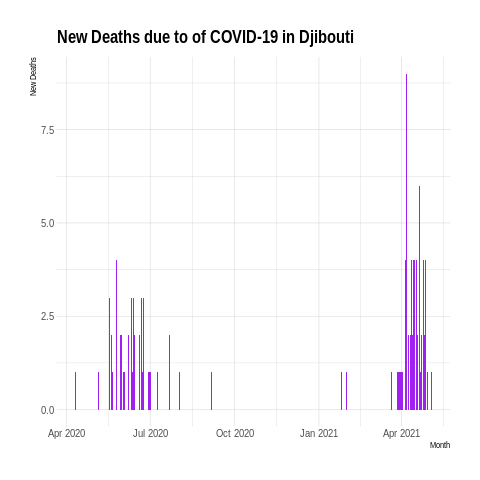 New Deaths due to of COVID-19 in Djibouti
New Deaths
7.5
5.0
2.5
0.0
Apr 2020 Jul 2020 Oct 2020 Jan 2021 Apr 2021
Month